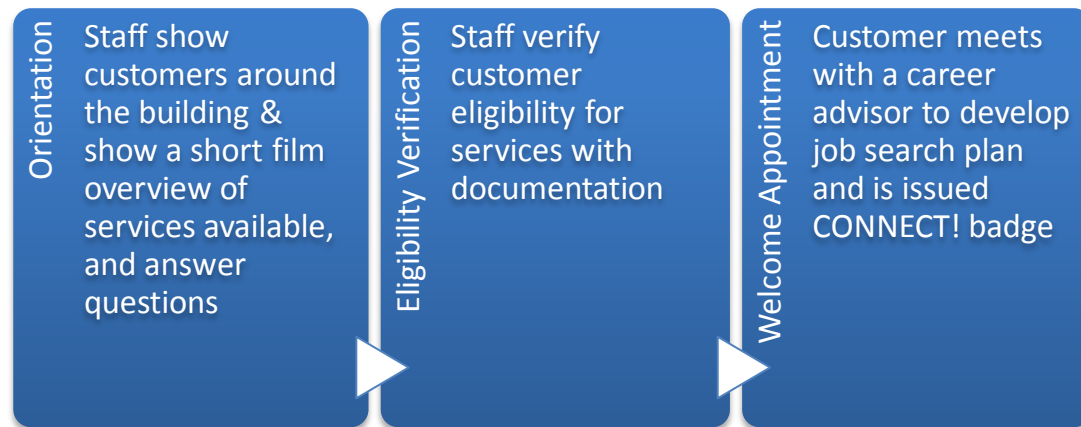 Orientation
Staff show
customers around
the building &
show a short film
overview of
services available,
and answer
questions
Eligibility Verification
Staff verify
customer
eligibility for
services with
documentation
Welcome Appointment
Customer meets
with a career
advisor to develop
job search plan
and is issued
CONNECT! badge